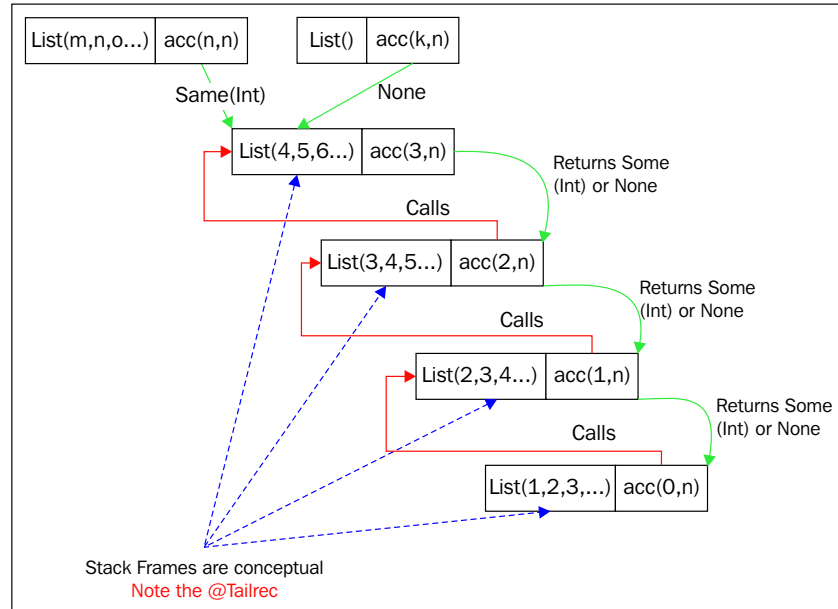 List(m,n,o...) acc(n,n) List() acc(k,n)
Same(Int) None
List(4,5,6...) acc(3,n)
Returns Some
(Int) or None
Calls
List(3,4,5...) acc(2,n)
Returns Some
(Int) or None
Calls
List(2,3,4...) acc(1,n)
Returns Some
(Int) or None
Calls
List(1,2,3,...) acc(0,n)
Stack Frames are conceptual
Note the @Tailrec